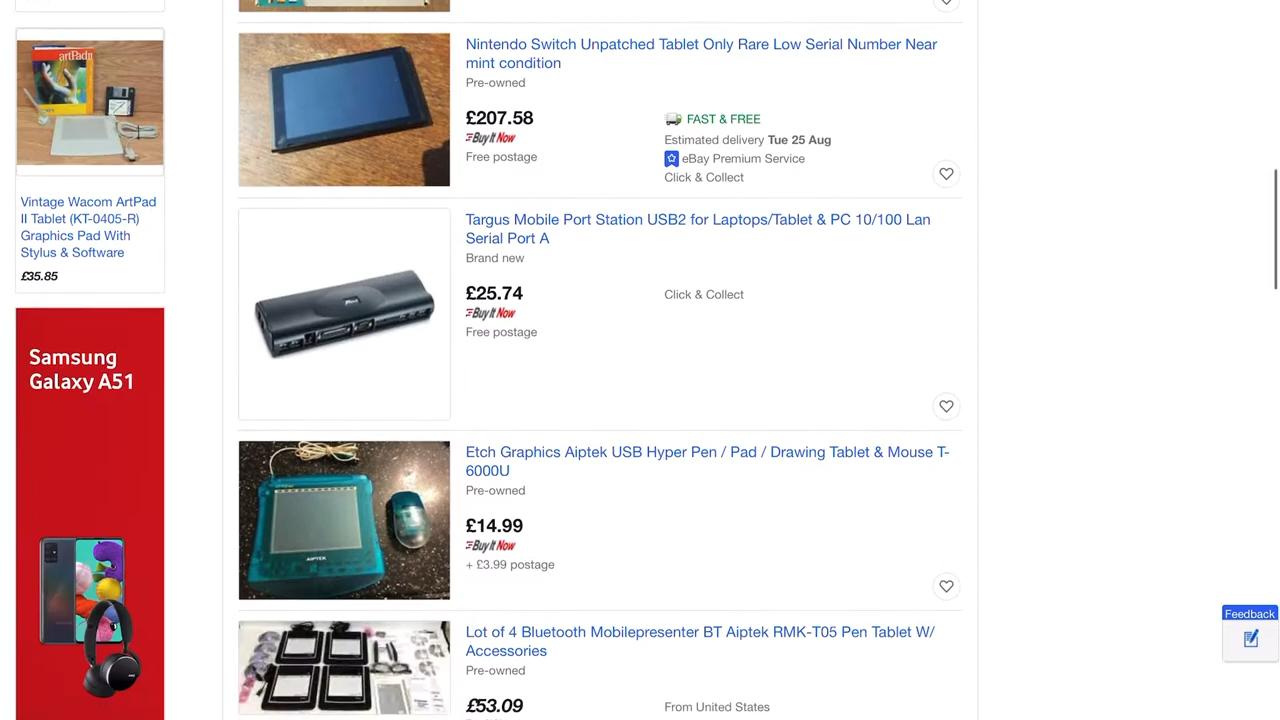 Nintendo Switch Unpatched Tablet Only Rare Low Serial Number Near
mint condition
Pre-owned
£207.58
Buy It Now
Free postage
FAST & FREE
Estimated delivery Tue 25 Aug
eBay Premium Service
Click & Collect
artPadII
Vintage Wacom ArtPad
II Tablet (KT-0405-R)
Graphics Pad With
Stylus & Software
£35.85
Targus Mobile Port Station USB2 for Laptops/Tablet & PC 10/100 Lan
Serial Port A
Brand new
£25.74
Buy It Now
Free postage
Click & Collect
Samsung
Galaxy A51
Etch Graphics Aiptek USB Hyper Pen / Pad / Drawing Tablet & Mouse T-
6000U
Pre-owned
£14.99
Buy It Now
+ £3.99 postage
AIPTEK
Lot of 4 Bluetooth Mobilepresenter BT Aiptek RMK-T05 Pen Tablet W/
Accessories
Pre-owned
£53.09
From United States
Feedback